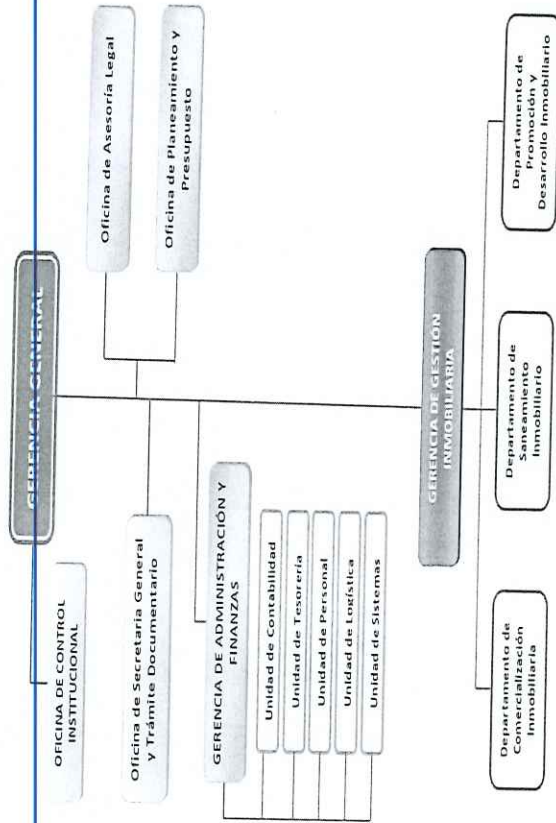 GERENCIA GENERAL
OFICINA DE CONTROL
INSTITUCIONAL
Oficina de Asesoría Legal
Oficina de Planeamiento y
Presupuesto
Oficina de Secretaria General
y Trámite Documentario
GERENCIA DE ADMINISTRACIÓN Y
FINANZAS
Unidad de Contabilidad
Unidad de Tesorería
Unidad de Personal
Unidad de Logística
Unidad de Sistemas
GERENCIA DE GESTIÓN
INMOBILIARIA
Departamento de
Comercialización
Inmobiliaria
Departamento de
Saneamiento
Inmobiliario
Departamento de
Promoción y
Desarrollo Inmobiliario